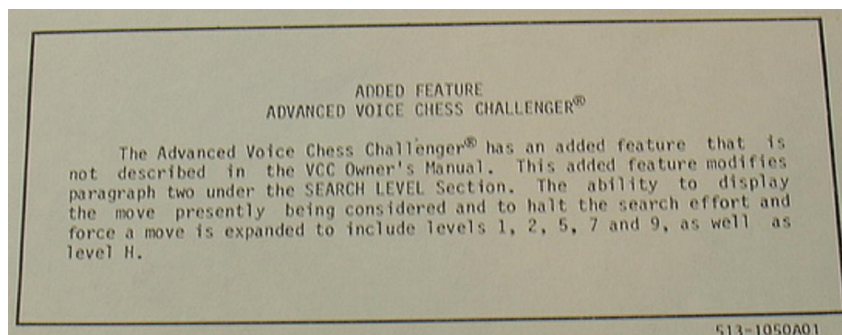 ADDED FEATURE
ADVANCED VOICE CHESS CHALLENGER®
The Advanced Voice Chess Challenger® has an added feature that is
not described in the VCC Owner's Manual. This added feature modifies
paragraph two under the SEARCH LEVEL Section. The ability to display
the move presently being considered and to halt the search effort and
force a move is expanded to include levels 1, 2, 5, 7 and 9, as well as
level H.
513-1050A01